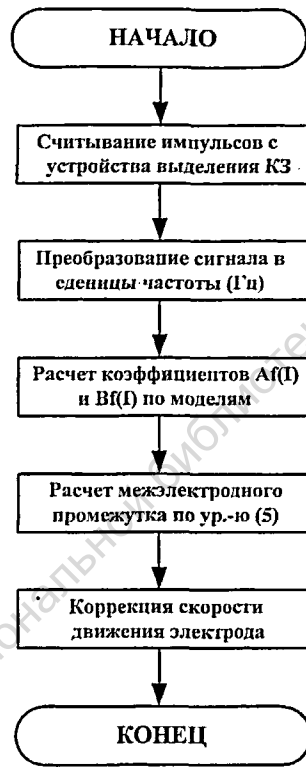 НАЧАЛО
Считывание импульсов с
устройства выделения КЗ
Преобразование сигнала в
еденицы частоты (Гц)
Расчет коэффициентов Af(I)
и Bf(I) по моделям
Расчет межэлектродного
промежутка по ур.-ю (5)
Коррекция скорости
движения электрода
КОНЕЦ